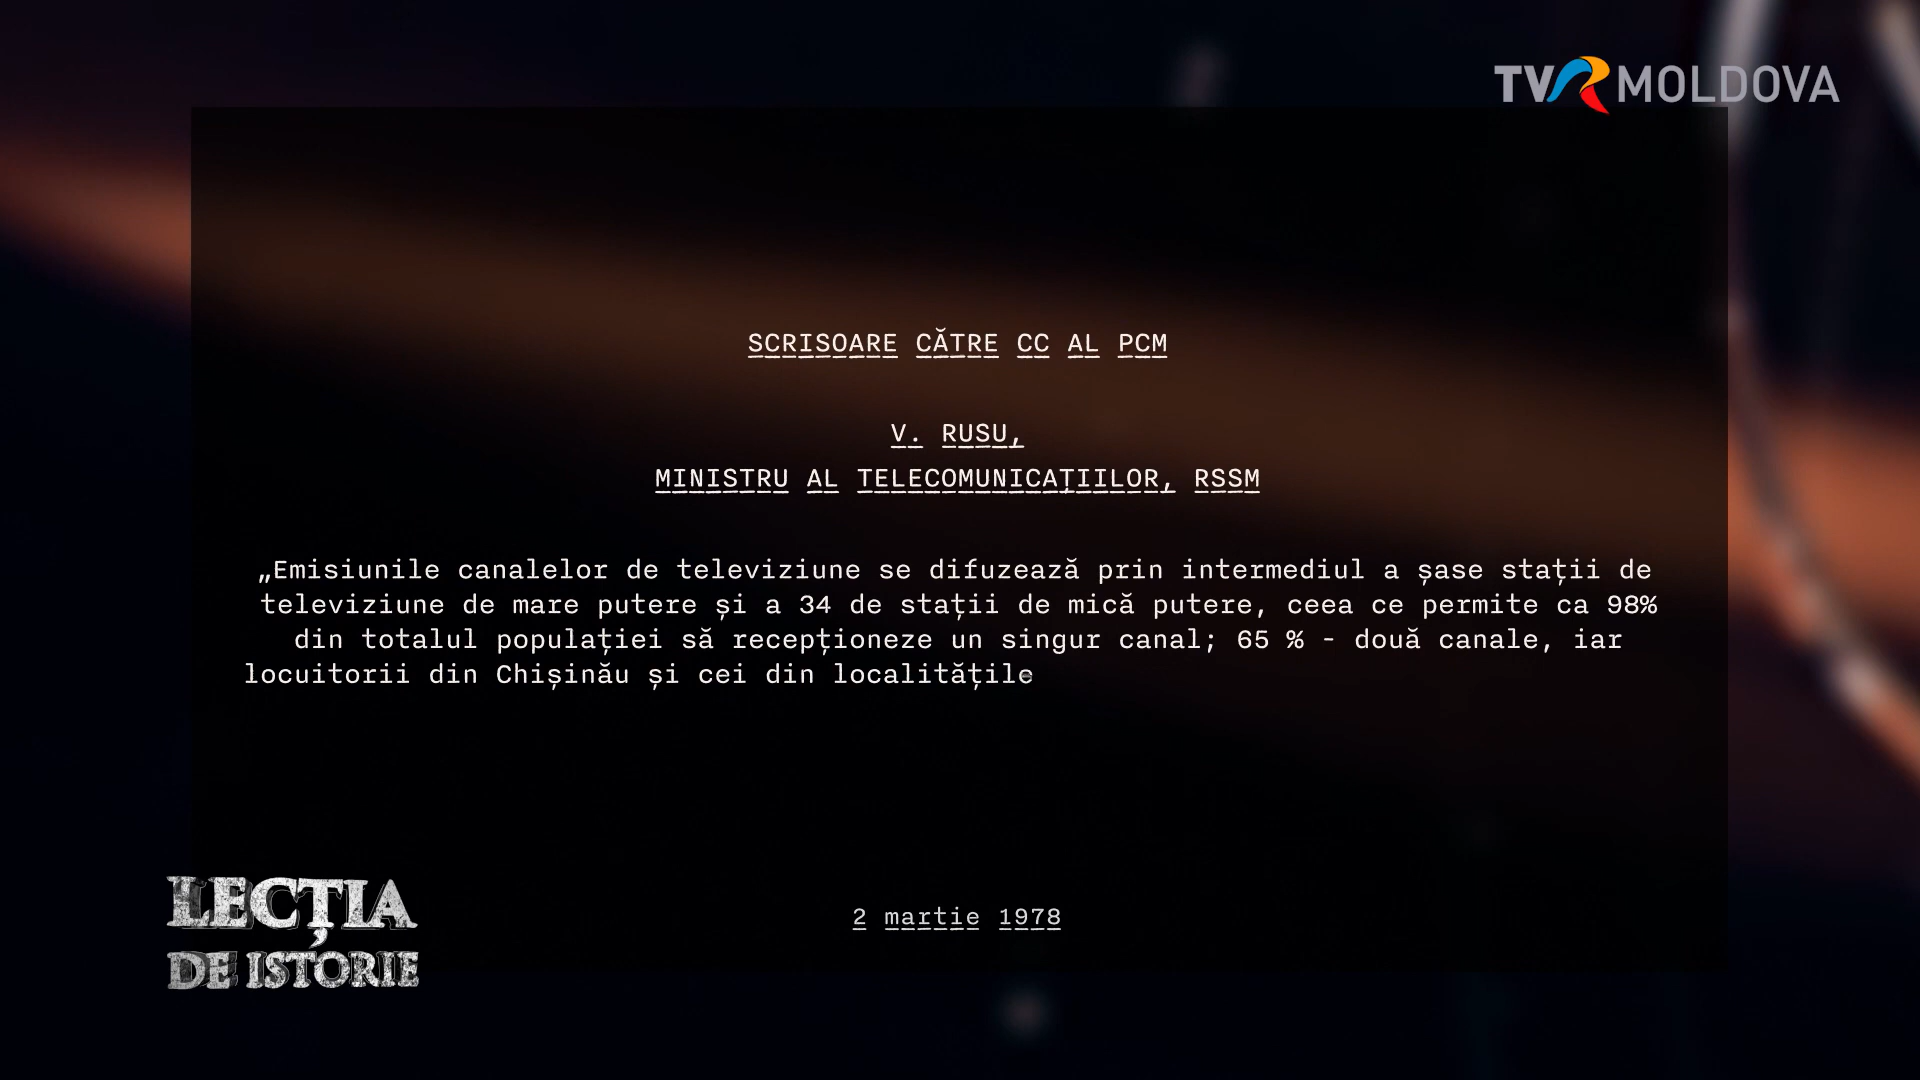 TVR MOLDOVA
SCRISOARE CĂTRE CC AL PCM
V. RUSU,
MINISTRU AL TELECOMUNICAȚIILOR, RSSM
„Emisiunile canalelor de televiziune se difuzează prin intermediul a șase stații de
televiziune de mare putere și a 34 de stații de mică putere, ceea ce permite ca 98%
din totalul populației să recepționeze un singur canal; 65 % - două canale, iar
locuitorii din Chișinău și cei din localitățile
2 martie 1978
LECȚIA
DE ISTORIE